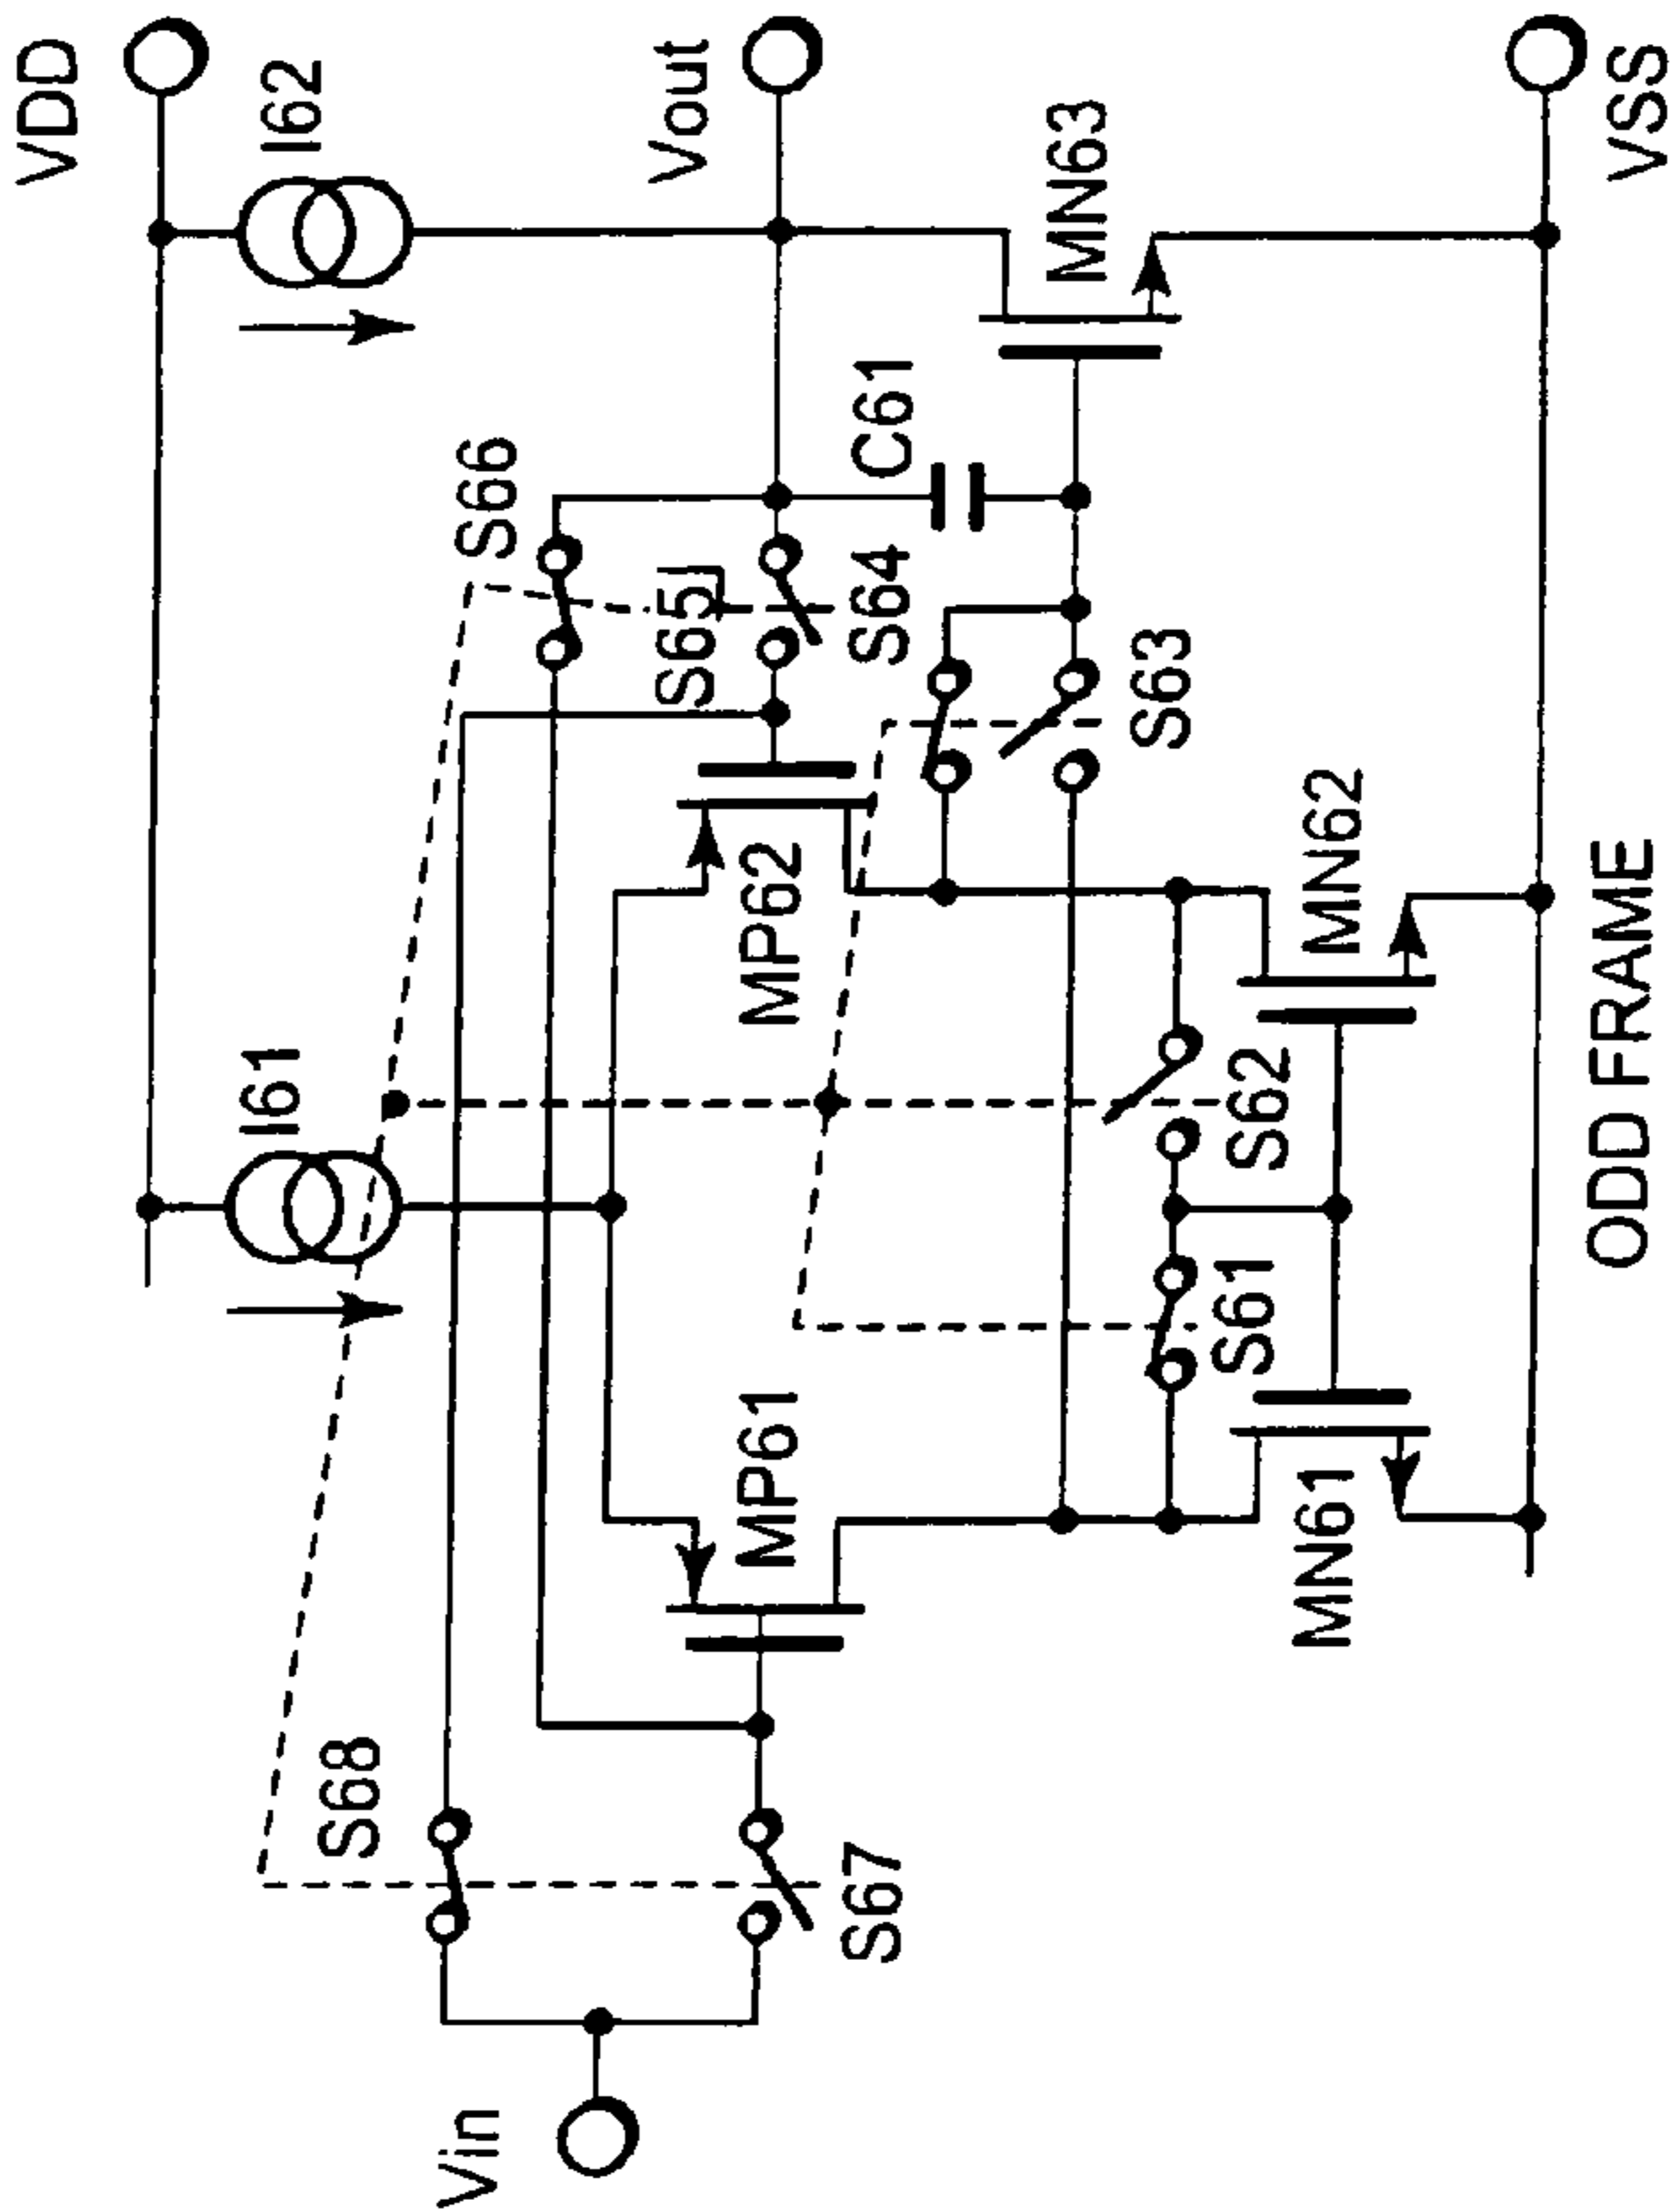 VDD
I62
Vout
MN63
VSS
S66
C61
S65
S64
S63
I61
MP62
MN62
S62
S61
MP61
MN61
S68
S67
Vin
ODD FRAME